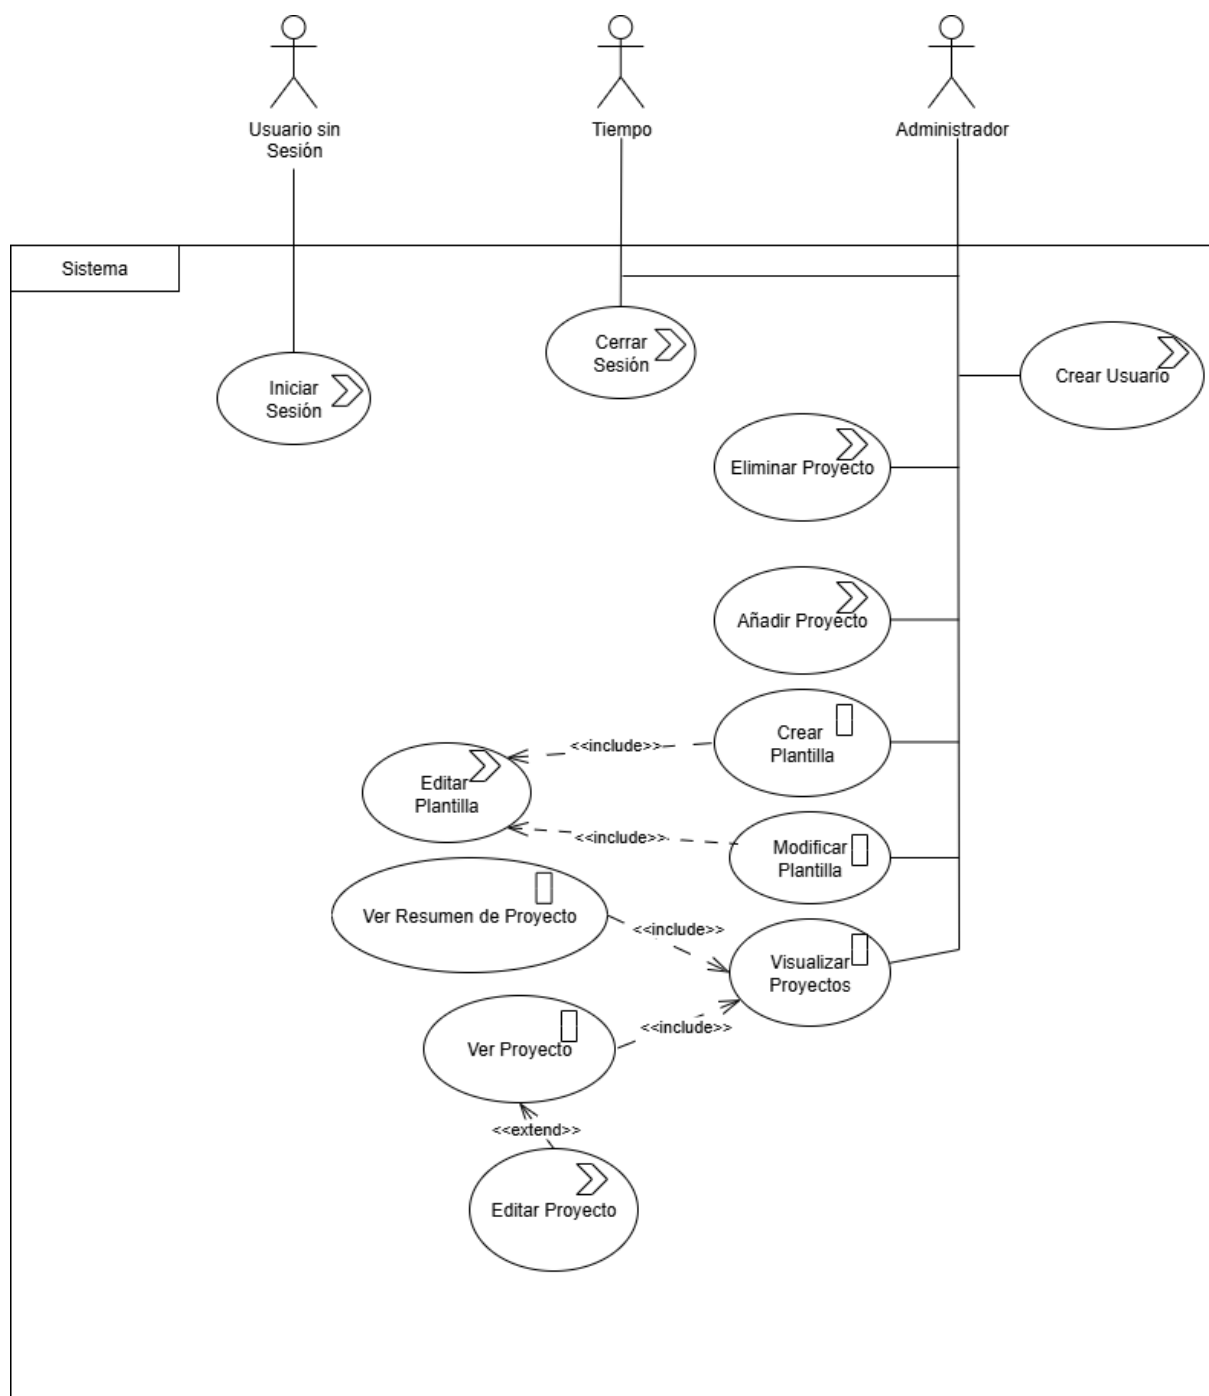 Usuario sin
Sesión
Tiempo
Administrador
Sistema
Cerrar
Sesión
Iniciar
Sesión
Crear Usuario
Eliminar Proyecto
Añadir Proyecto
Crear
Plantilla
<<include>>
Editar
Plantilla
<<include>>
Modificar
Plantilla
Ver Resumen de Proyecto
<<include>>
Visualizar
Proyectos
<<include>>
Ver Proyecto
<<extend>>
Editar Proyecto